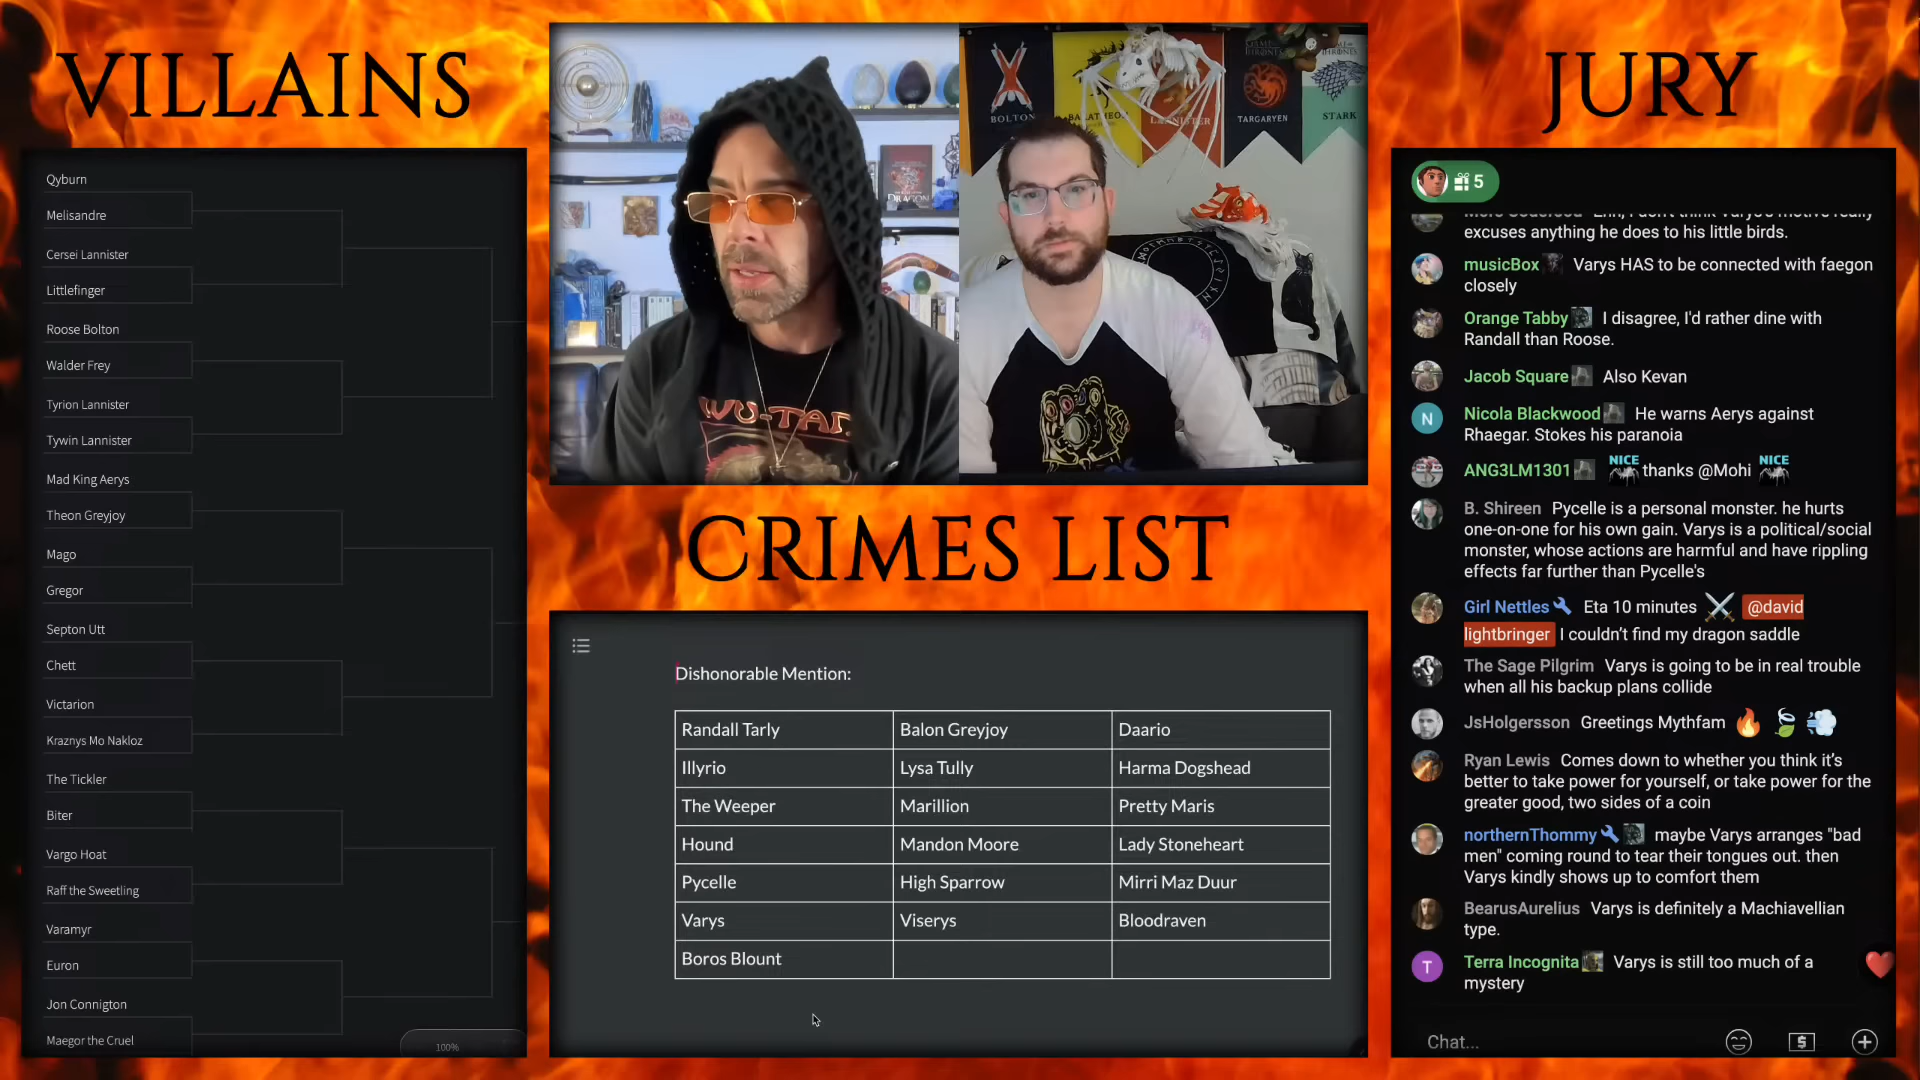 VILLAINS
Qyburn
Melisandre
Cersei Lannister
Littlefinger
Roose Bolton
Walder Frey
Tyrion Lannister
Tywin Lannister
Mad King Aerys
Theon Greyjoy
Mago
Gregor
Septon Utt
Chett
Victarion
Kraznys Mo Nakloz
The Tickler
Biter
Vargo Hoat
Raff the Sweetling
Varamyr
Euron
Jon Connigton
Maegor the Cruel
100%
BOLTON
BARATHEON
LANNISTER
TARGARYEN
STARK
DRAGON
WU-TA
CRIMES LIST
Dishonorable Mention:
Randall Tarly Balon Greyjoy Daario
Illyrio Lysa Tully Harma Dogshead
The Weeper Marillion Pretty Maris
Hound Mandon Moore Lady Stoneheart
Pycelle High Sparrow Mirri Maz Duur
Varys Viserys Bloodraven
Boros Blount
JURY
5
excuses anything he does to his little birds.
musicBox Varys HAS to be connected with faegon
closely
Orange Tabby I disagree, I'd rather dine with
Randall than Roose.
Jacob Square Also Kevan
N Nicola Blackwood He warns Aerys against
Rhaegar. Stokes his paranoia
ANG3LM1301 NICE thanks @Mohi NICE
B. Shireen Pycelle is a personal monster. he hurts
one-on-one for his own gain. Varys is a political/social
monster, whose actions are harmful and have rippling
effects far further than Pycelle's
Girl Nettles Eta 10 minutes ⚔️ @david
lightbringer I couldn't find my dragon saddle
The Sage Pilgrim Varys is going to be in real trouble
when all his backup plans collide
JsHolgersson Greetings Mythfam 🔥🍃💨
Ryan Lewis Comes down to whether you think it's
better to take power for yourself, or take power for the
greater good, two sides of a coin
northernThommy maybe Varys arranges "bad
men" coming round to tear their tongues out. then
Varys kindly shows up to comfort them
BearusAurelius Varys is definitely a Machiavellian
type.
T Terra Incognita Varys is still too much of a
mystery
Chat...